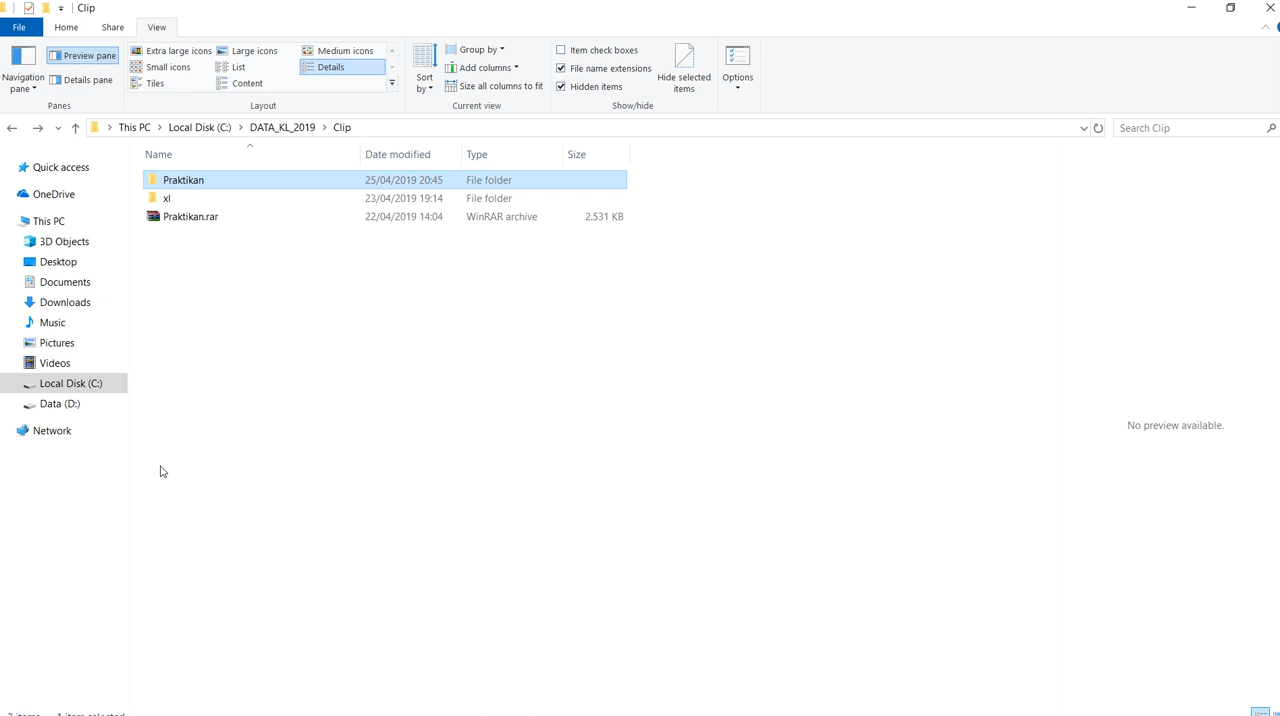 Clip
File Home Share View
Navigation pane
Preview pane
Details pane
Panes
Extra large icons Large icons Medium icons
Small icons List Details
Tiles Content
Layout
Sort by
Group by
Add columns
Size all columns to fit
Current view
Item check boxes
File name extensions
Hidden items
Hide selected items
Show/hide
Options
This PC Local Disk (C:) DATA_KL_2019 Clip
Search Clip
Name Date modified Type Size
Praktikan 25/04/2019 20:45 File folder
xl 23/04/2019 19:14 File folder
Praktikan.rar 22/04/2019 14:04 WinRAR archive 2.531 KB
Quick access
OneDrive
This PC
3D Objects
Desktop
Documents
Downloads
Music
Pictures
Videos
Local Disk (C:)
Data (D:)
Network
No preview available.
3 items 1 item selected